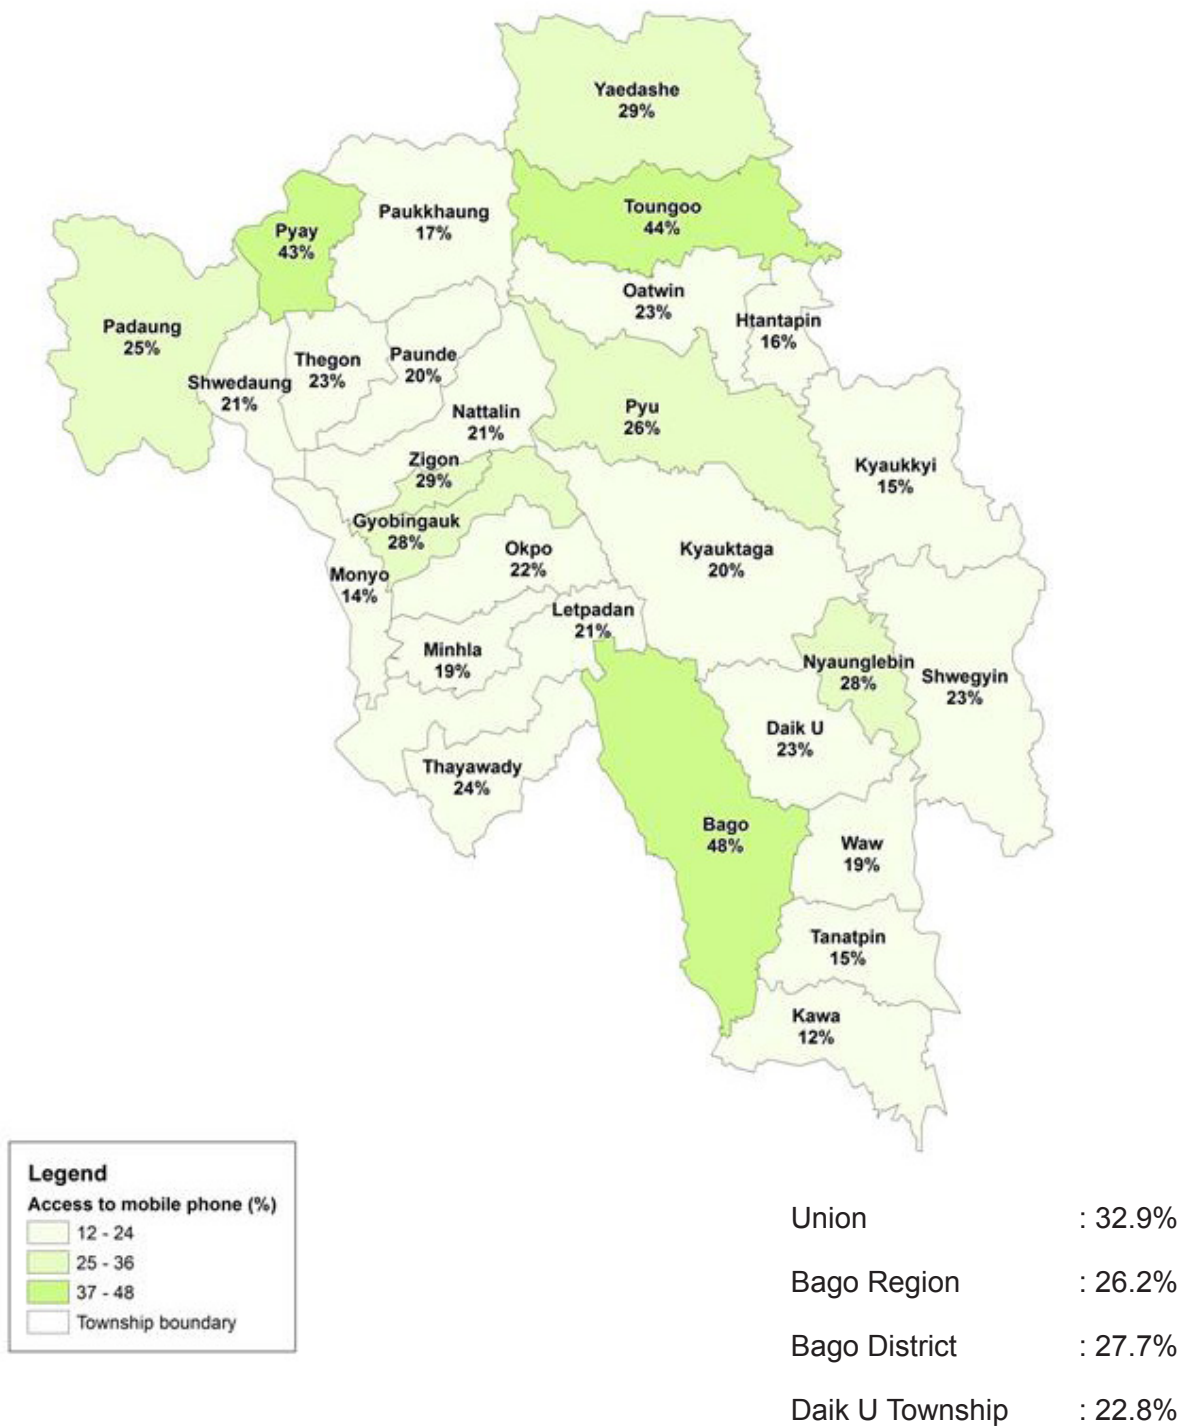 Yaedashe
29%
Toungoo
44%
Paukkhaung
17%
Pyay
43%
Oatwin
23%
Htantapin
16%
Padaung
25%
Shwedaung
21%
Thegon
23%
Paunde
20%
Nattalin
21%
Pyu
26%
Kyaukkyi
15%
Zigon
29%
Gyobingauk
28%
Okpo
22%
Kyauktaga
20%
Monyo
14%
Letpadan
21%
Minhla
19%
Nyaunglebin
28%
Shwegyin
23%
Daik U
23%
Thayawady
24%
Bago
48%
Waw
19%
Tanatpin
15%
Kawa
12%
Legend
Access to mobile phone (%)
12 - 24
25 - 36
37 - 48
Township boundary
Union : 32.9%
Bago Region : 26.2%
Bago District : 27.7%
Daik U Township : 22.8%